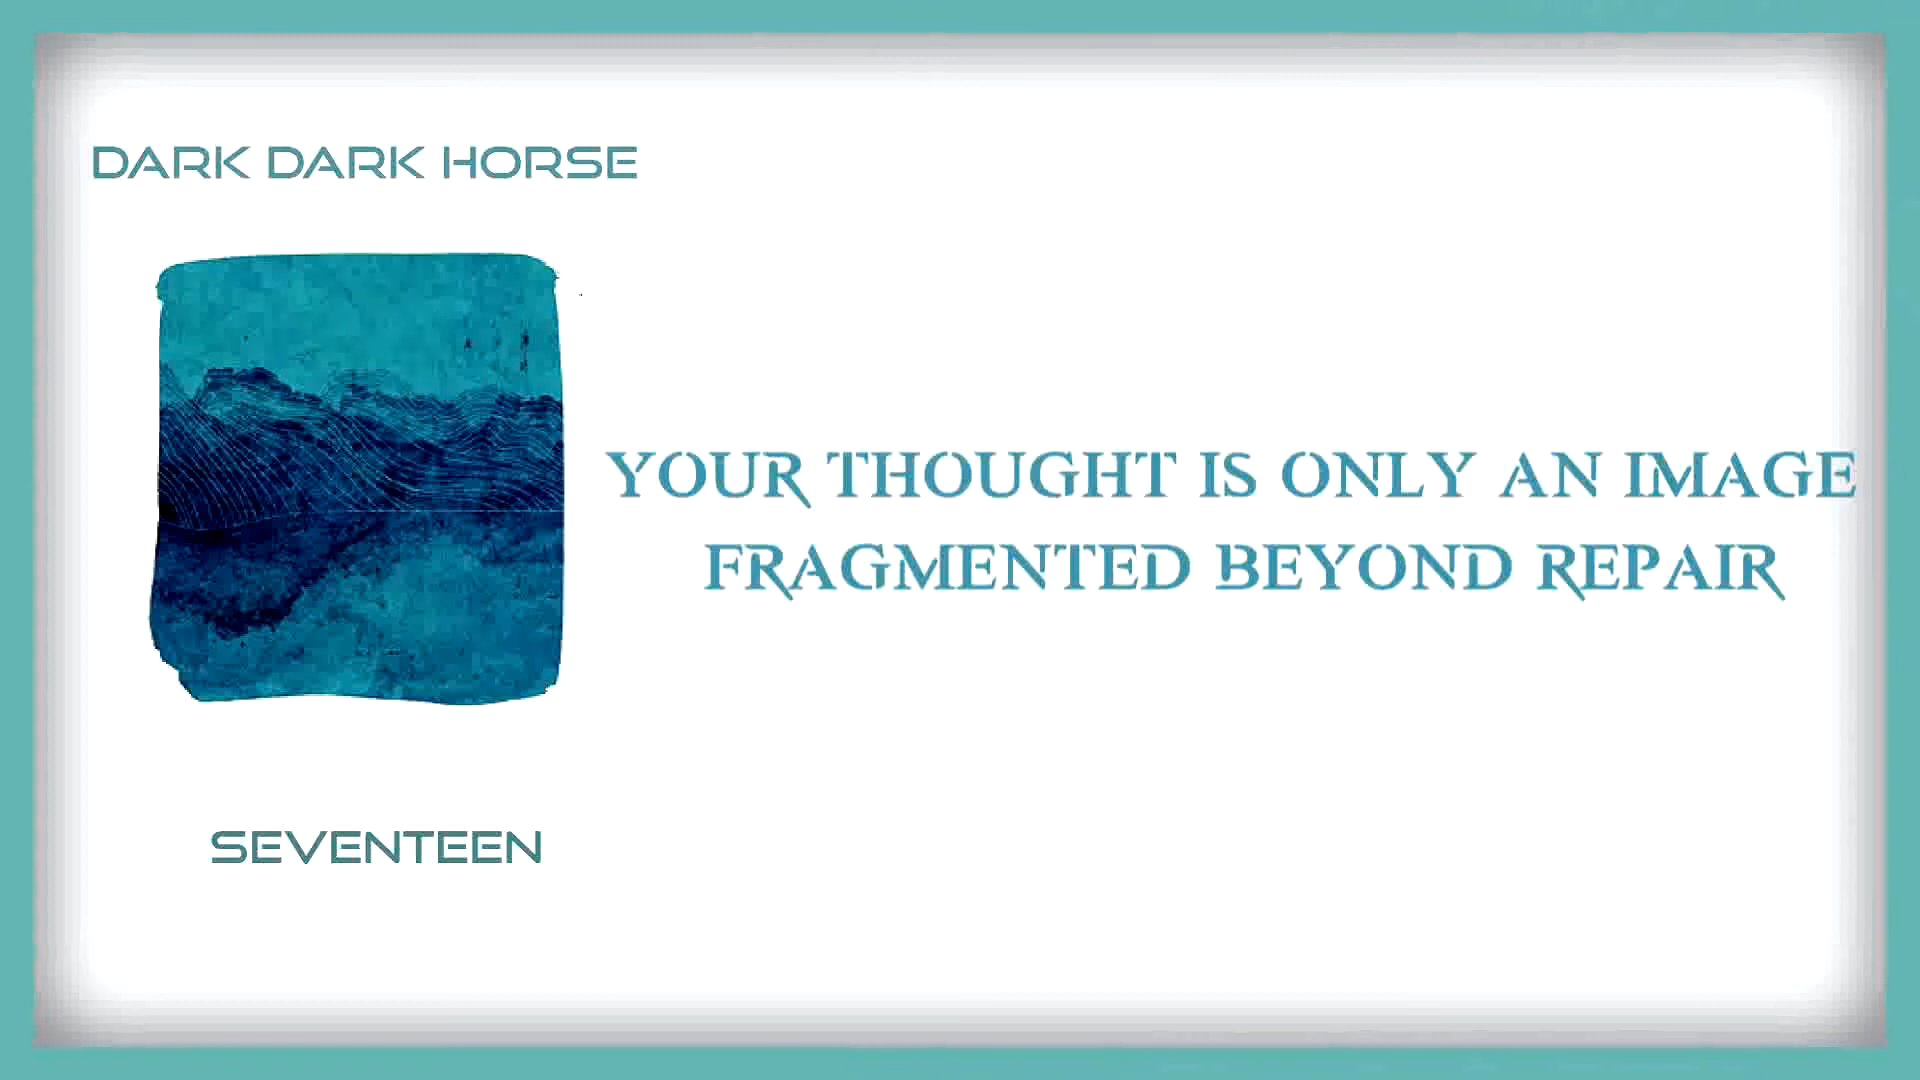 DARK DARK HORSE
YOUR THOUGHT IS ONLY AN IMAGE
FRAGMENTED BEYOND REPAIR
SEVENTEEN